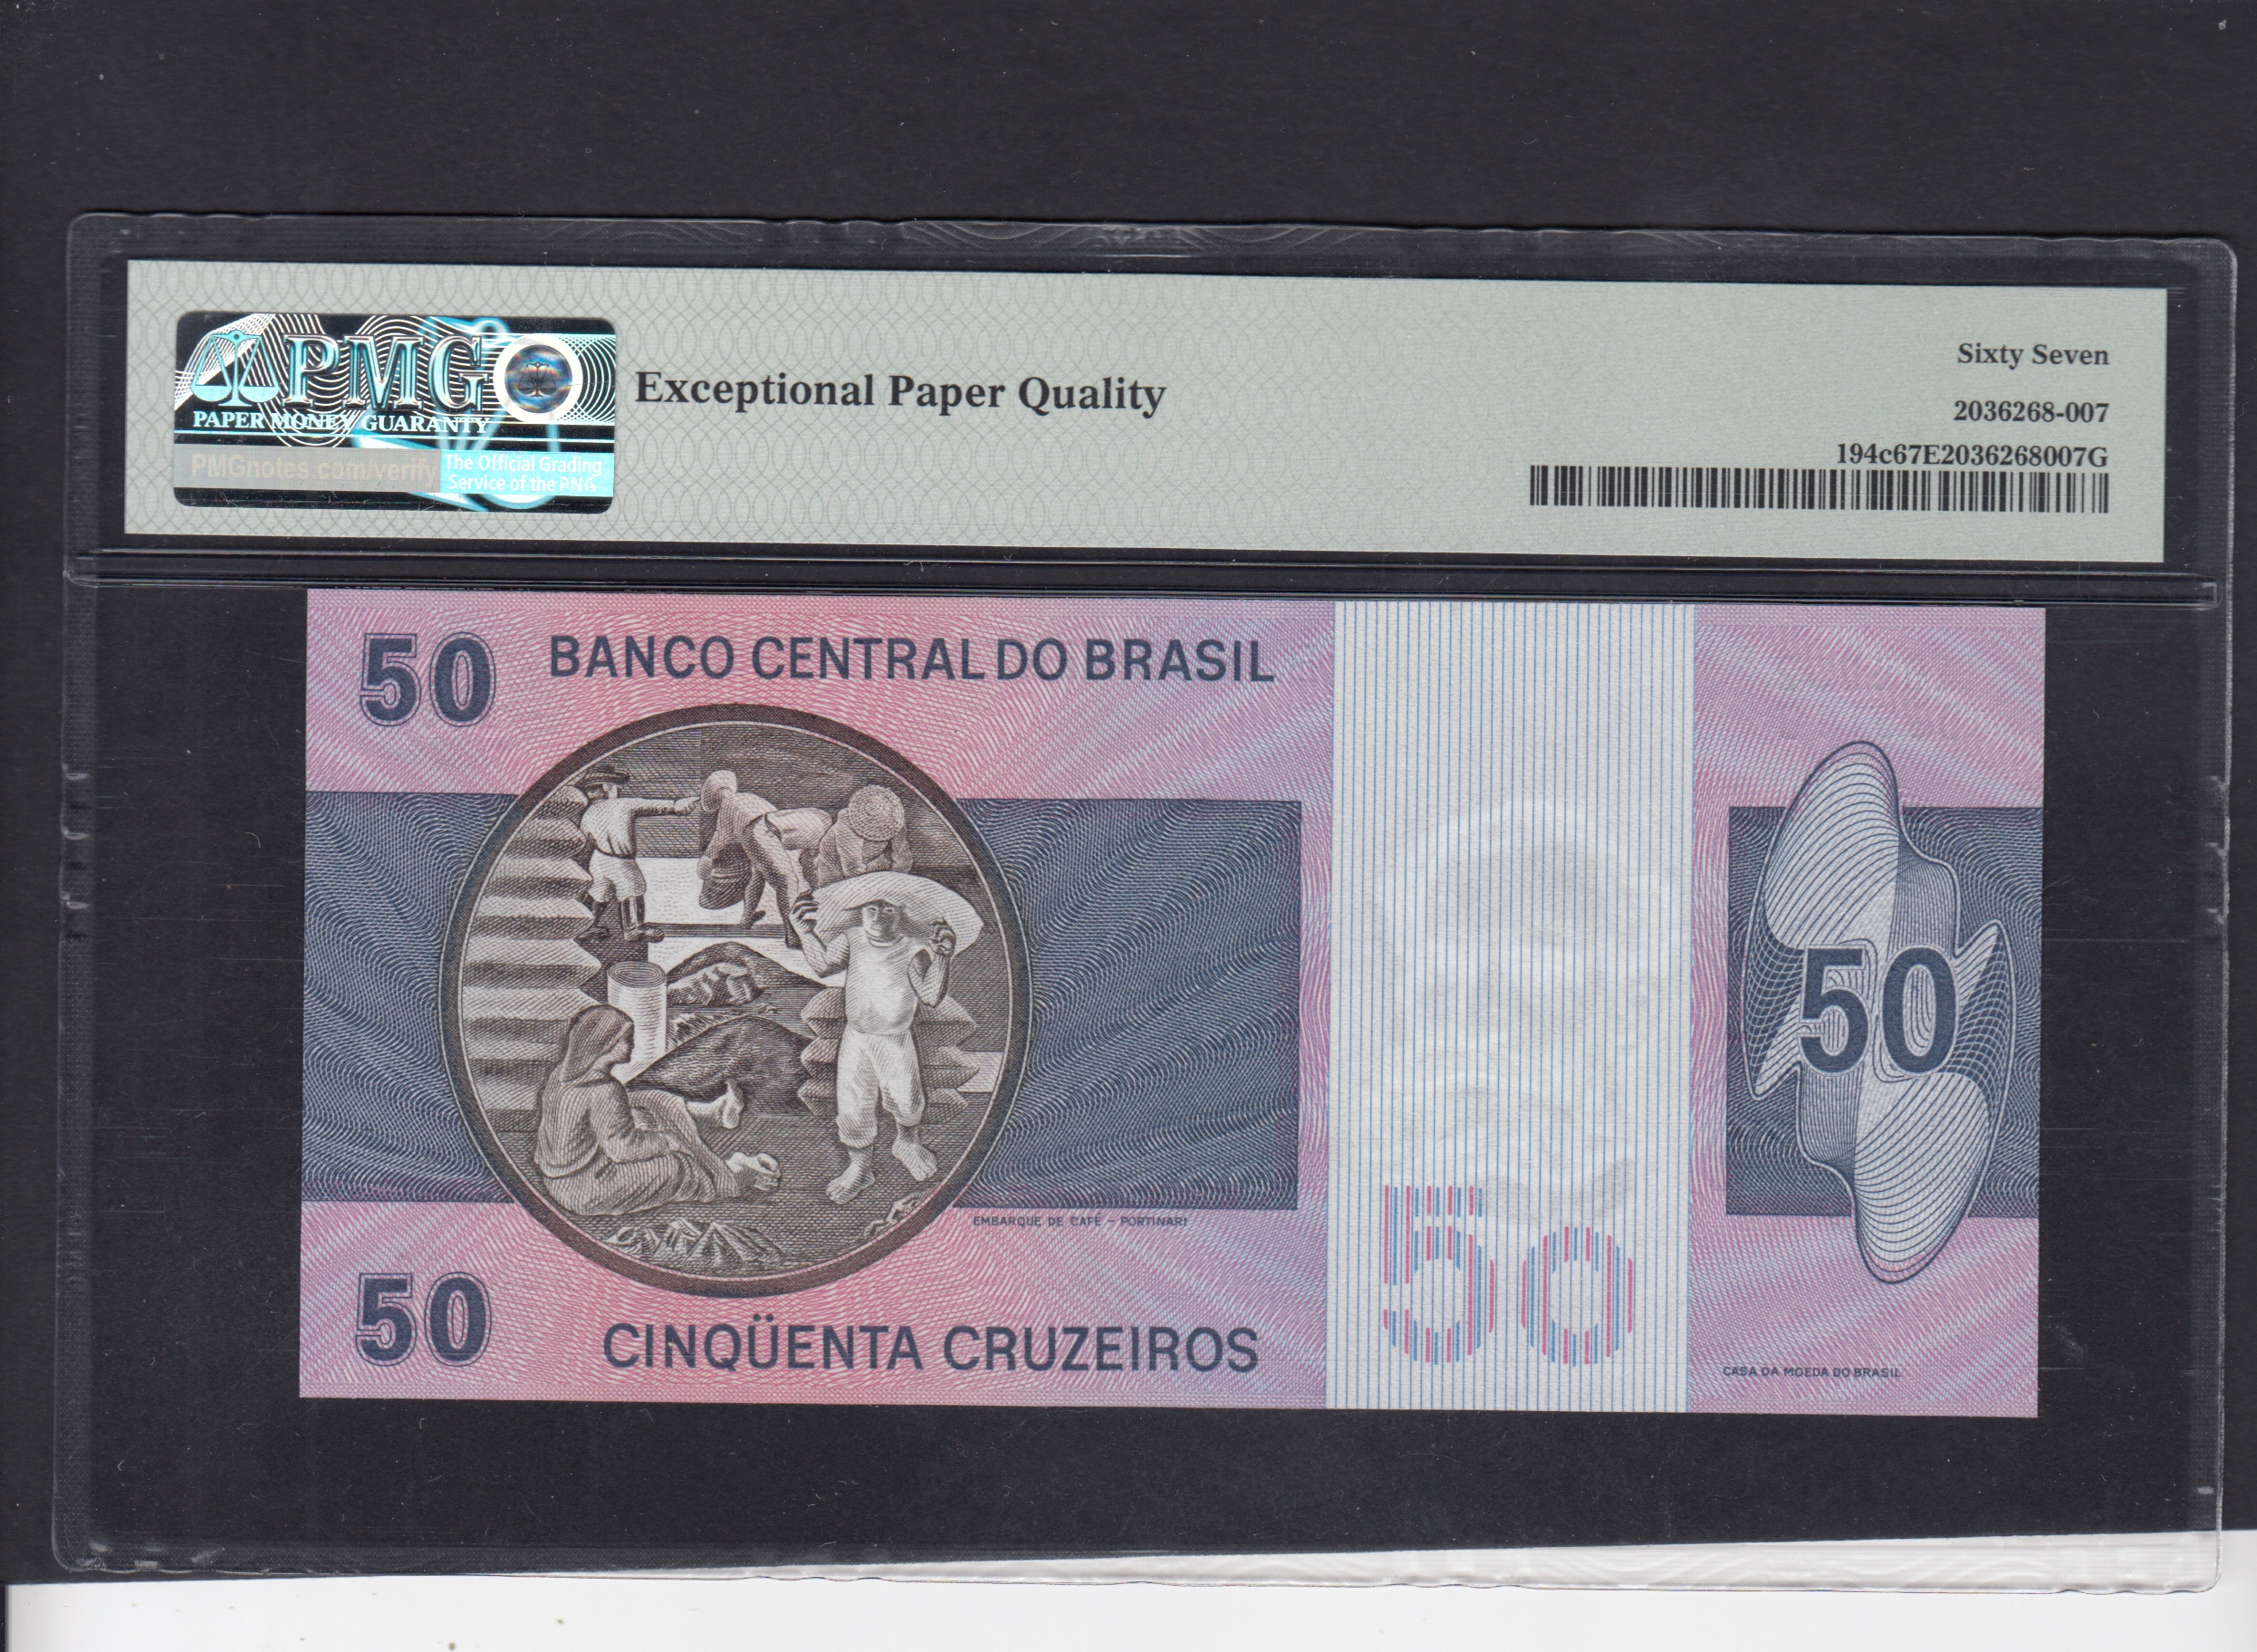 PMG
PAPER MONEY GUARANTY
PMGnotes.com/verify
The Official Grading
Service of the PNG
Exceptional Paper Quality
Sixty Seven
2036268-007
194c67E2036268007G
50
BANCO CENTRAL DO BRASIL
50
EMBARQUE DE CAFÉ – PORTINARI
50
CINQÜENTA CRUZEIROS
50
CASA DA MOEDA DO BRASIL